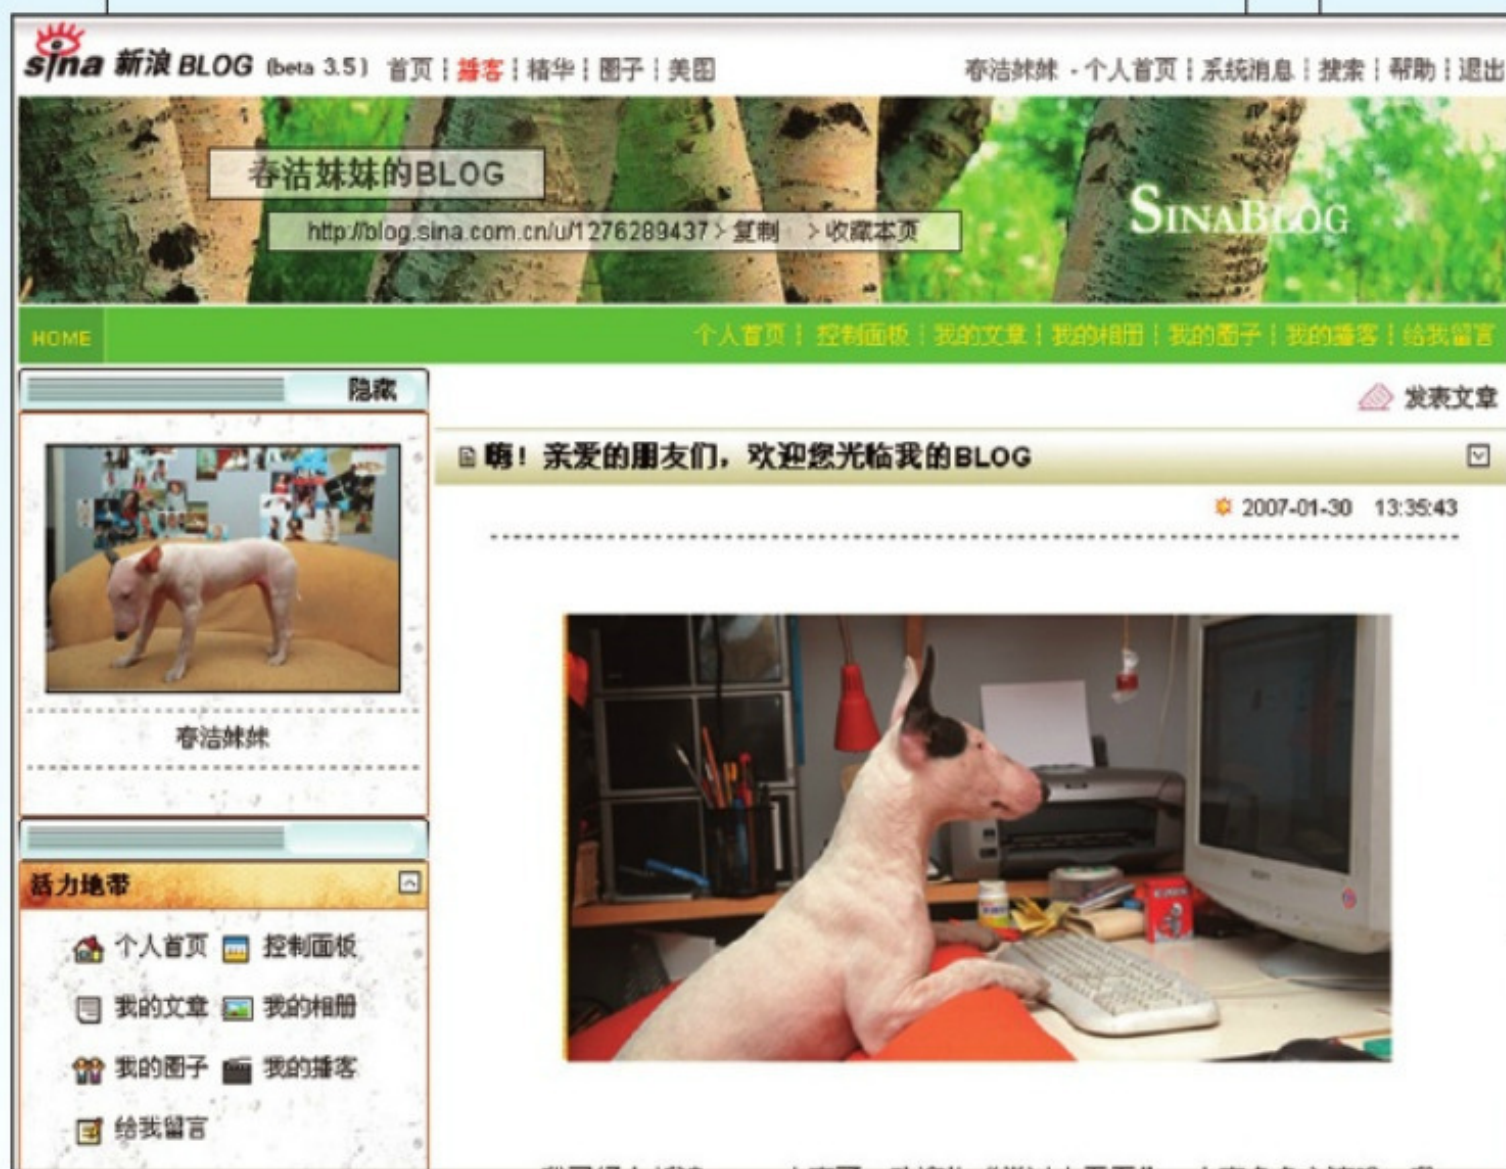 sina 新浪 BLOG (beta 3.5) 首页 | 播客 | 精华 | 圈子 | 美图
春洁妹妹 - 个人首页 | 系统消息 | 搜索 | 帮助 | 退出
春洁妹妹的BLOG
http://blog.sina.com.cn/u/1276289437 > 复制 > 收藏本页
SINABLOG
HOME
个人首页 | 控制面板 | 我的文章 | 我的相册 | 我的圈子 | 我的播客 | 给我留言
隐藏
发表文章
嗨！亲爱的朋友们，欢迎您光临我的BLOG
2007-01-30 13:35:43
春洁妹妹
活力地带
个人首页 控制面板
我的文章 我的相册
我的圈子 我的播客
给我留言